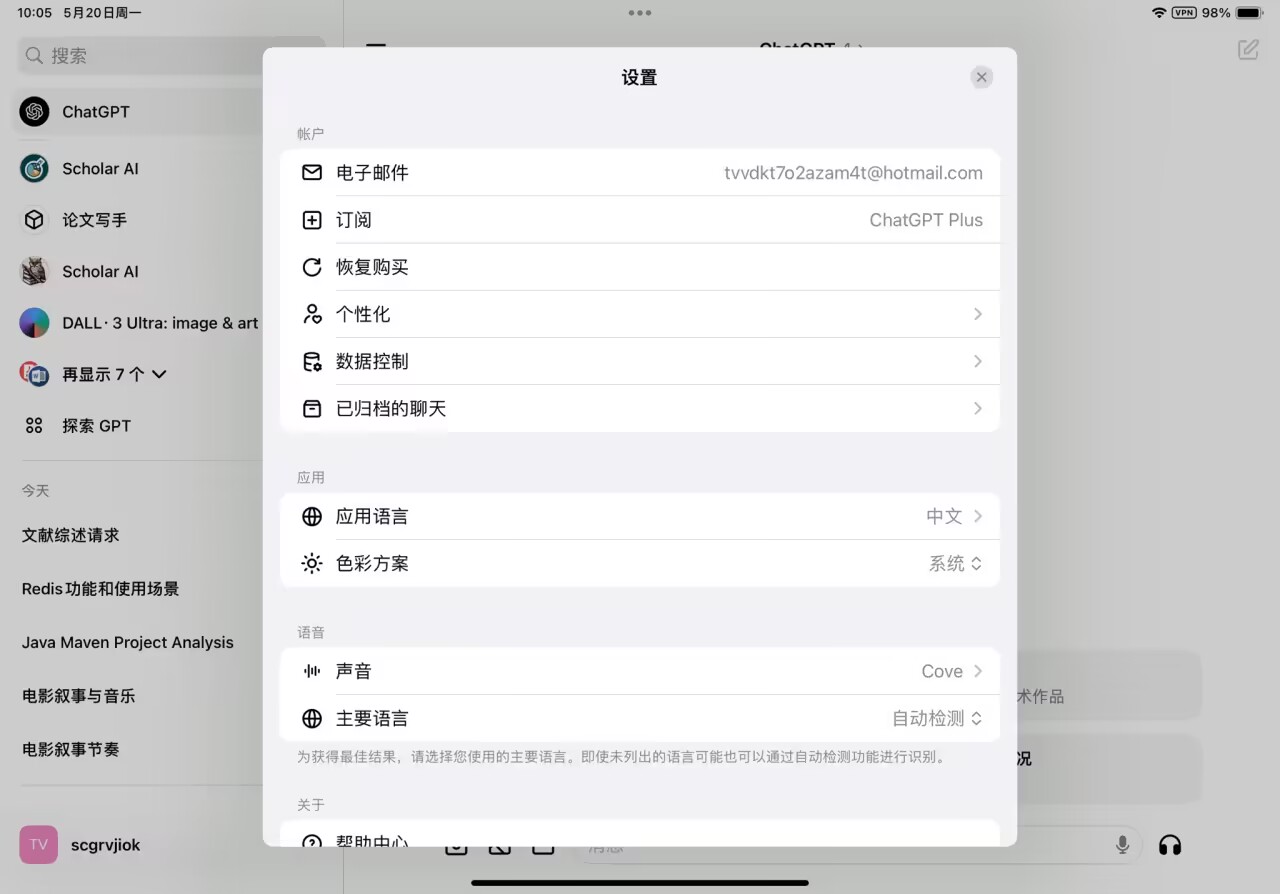 10:05 5月20日周一
VPN 98%
搜索
ChatGPT
Scholar AI
论文写手
Scholar AI
DALL· 3 Ultra: image & art
再显示 7 个
探索 GPT
今天
文献综述请求
Redis功能和使用场景
Java Maven Project Analysis
电影叙事与音乐
电影叙事节奏
TV scgrvjiok
ChatGPT
设置
帐户
电子邮件 tvvdkt7o2azam4t@hotmail.com
订阅 ChatGPT Plus
恢复购买
个性化
数据控制
已归档的聊天
应用
应用语言 中文
色彩方案 系统
语音
声音 Cove
主要语言 自动检测
为获得最佳结果，请选择您使用的主要语言。即使未列出的语言可能也可以通过自动检测功能进行识别。
关于
帮助中心
术作品
况
消息